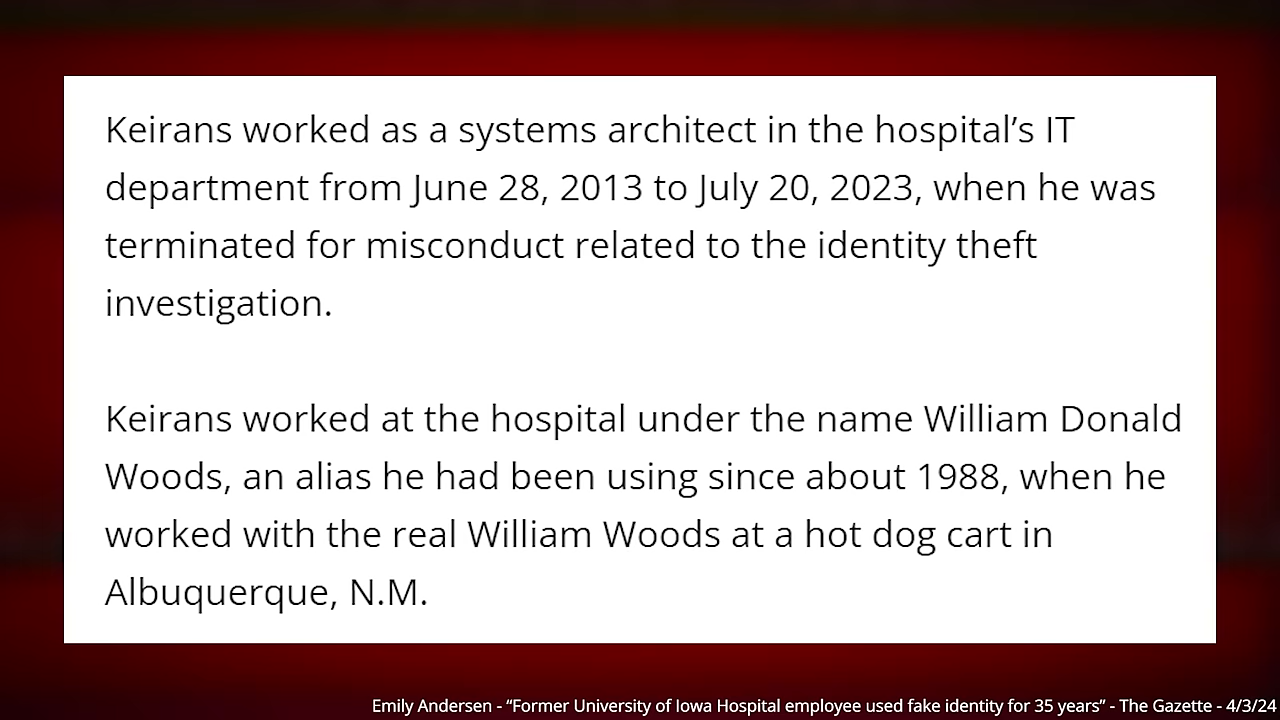 Keirans worked as a systems architect in the hospital’s IT
department from June 28, 2013 to July 20, 2023, when he was
terminated for misconduct related to the identity theft
investigation.
Keirans worked at the hospital under the name William Donald
Woods, an alias he had been using since about 1988, when he
worked with the real William Woods at a hot dog cart in
Albuquerque, N.M.
Emily Andersen - “Former University of Iowa Hospital employee used fake identity for 35 years” - The Gazette - 4/3/24